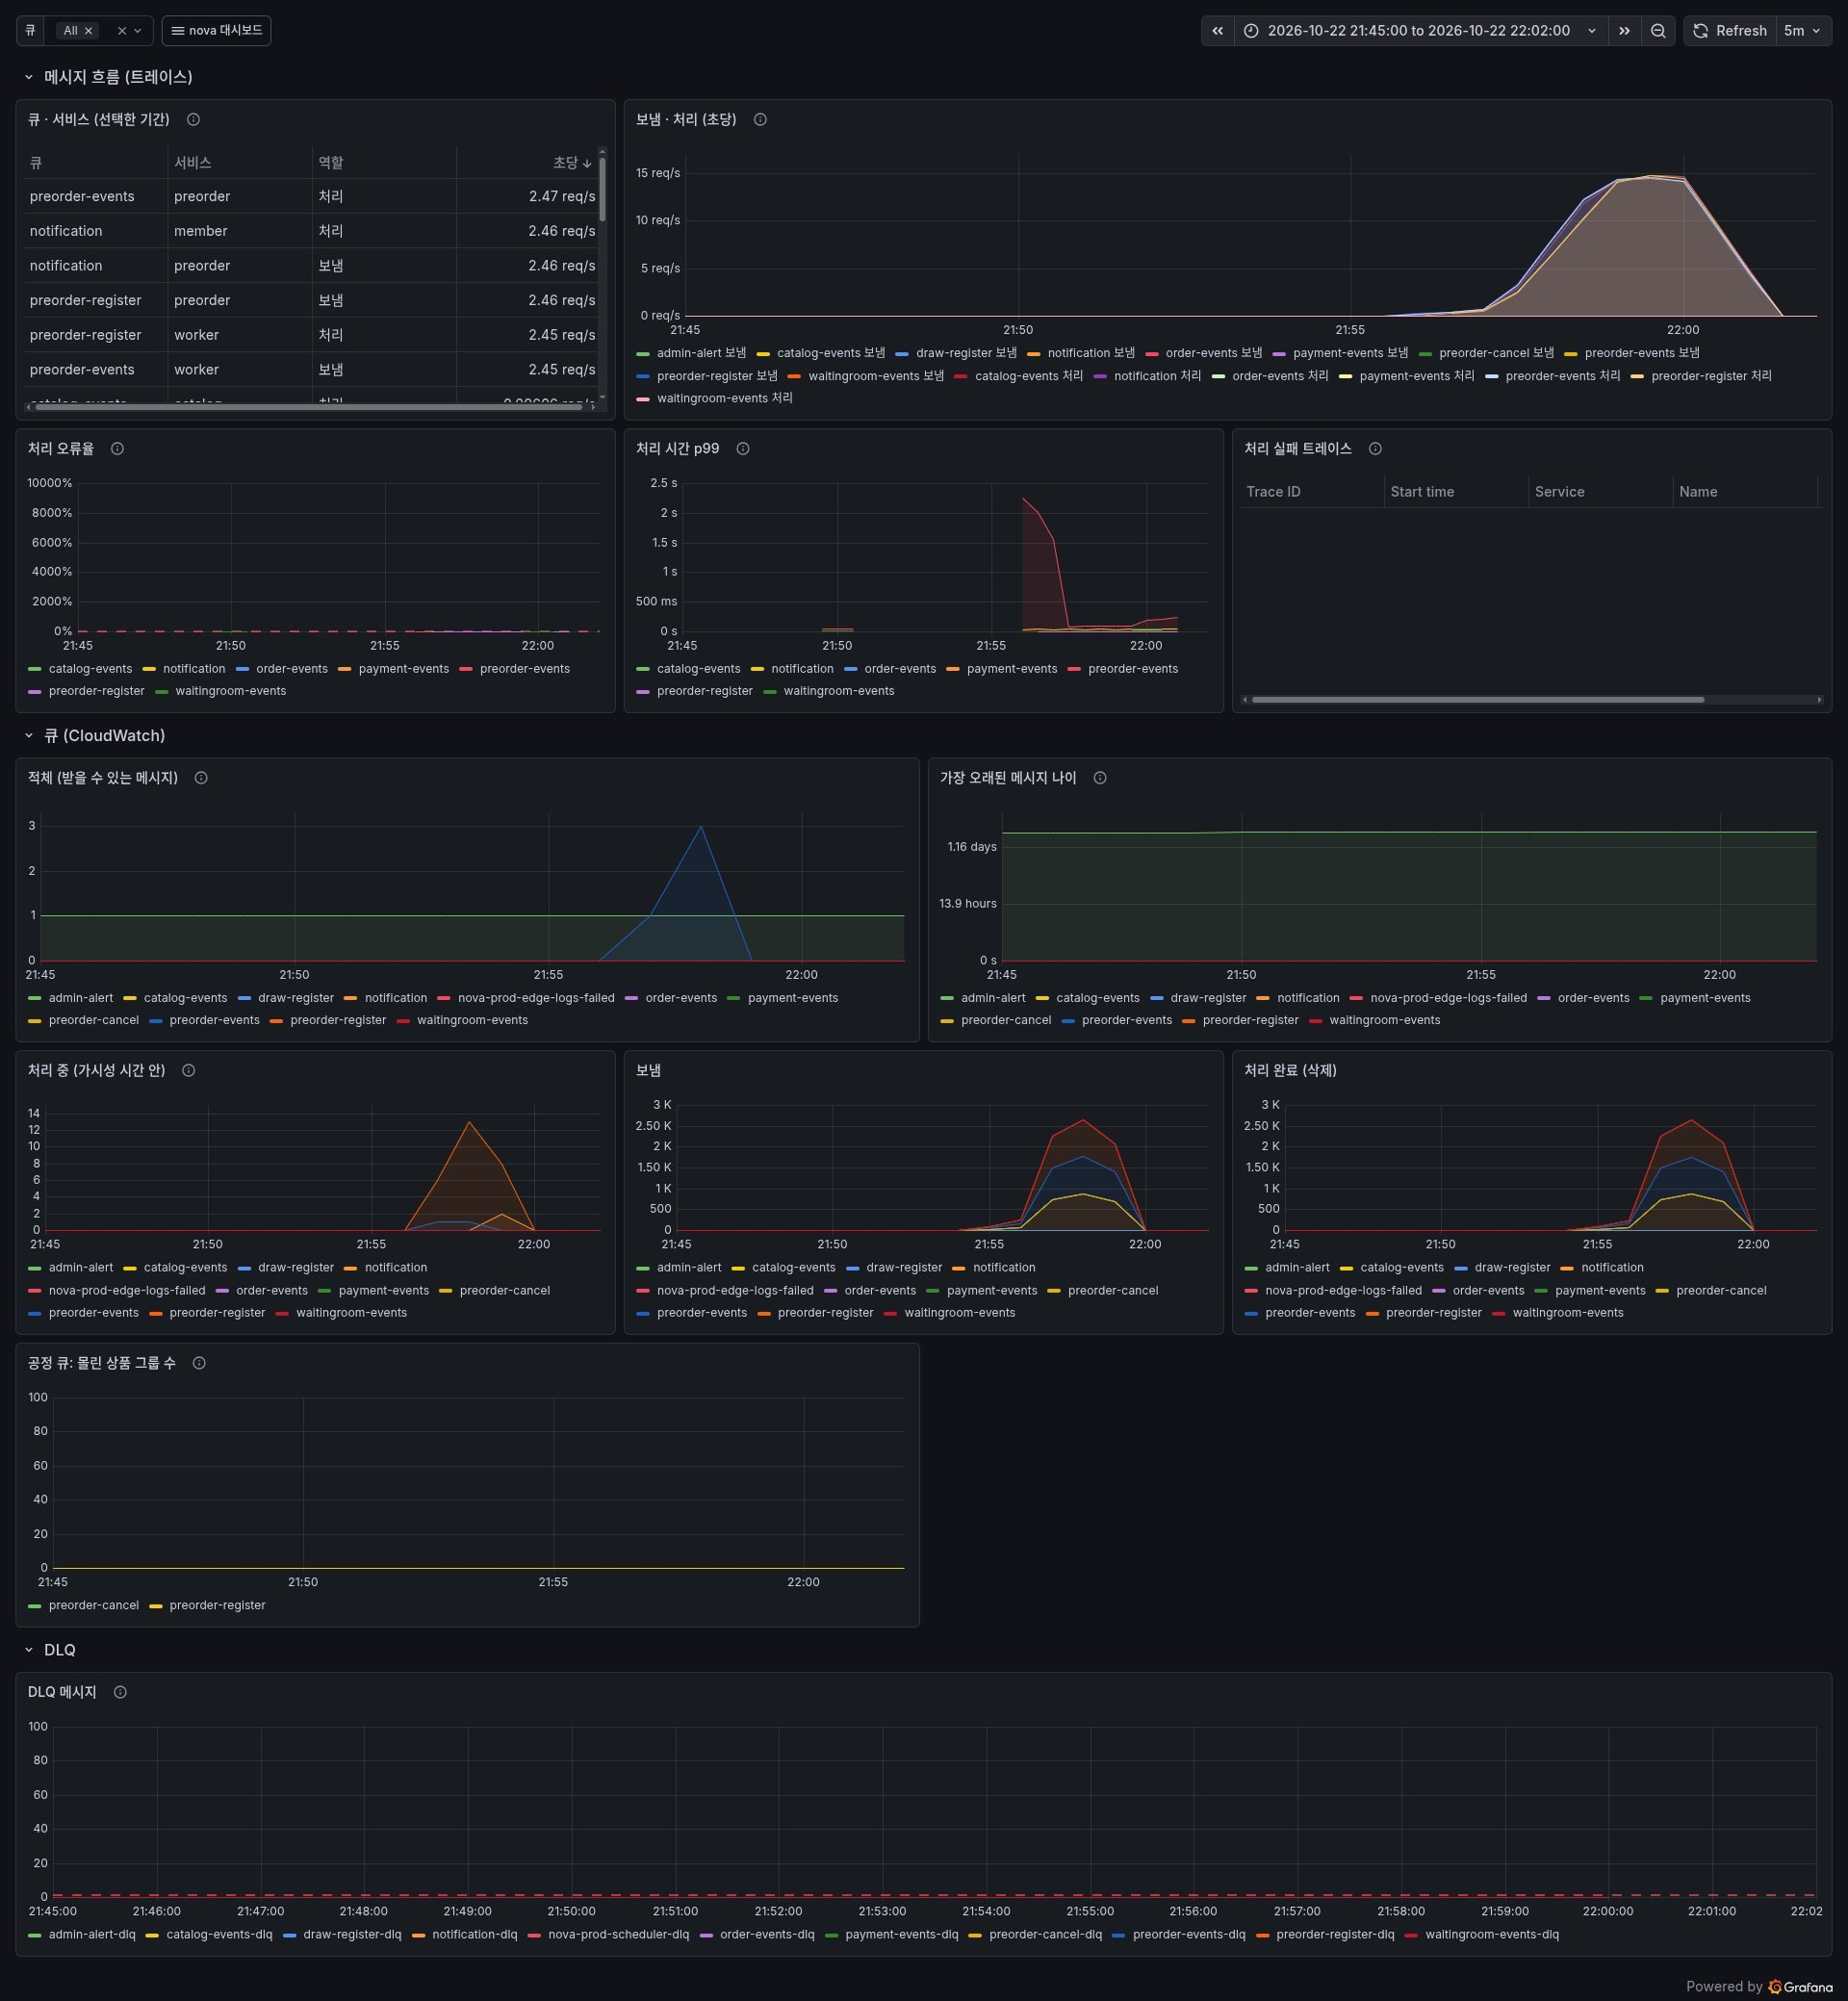 큐 All
nova 대시보드
2026-10-22 21:45:00 to 2026-10-22 22:02:00
Refresh 5m
메시지 흐름 (트레이스)
큐 · 서비스 (선택한 기간)
큐 서비스 역할 초당
preorder-events preorder 처리 2.47 req/s
notification member 처리 2.46 req/s
notification preorder 보냄 2.46 req/s
preorder-register preorder 보냄 2.46 req/s
preorder-register worker 처리 2.45 req/s
preorder-events worker 보냄 2.45 req/s
보냄 · 처리 (초당)
15 req/s
10 req/s
5 req/s
0 req/s
21:45 21:50 21:55 22:00
admin-alert 보냄 catalog-events 보냄 draw-register 보냄 notification 보냄 order-events 보냄 payment-events 보냄 preorder-cancel 보냄 preorder-events 보냄
preorder-register 보냄 waitingroom-events 보냄 catalog-events 처리 notification 처리 order-events 처리 payment-events 처리 preorder-events 처리 preorder-register 처리
waitingroom-events 처리
처리 오류율
10000%
8000%
6000%
4000%
2000%
0%
21:45 21:50 21:55 22:00
catalog-events notification order-events payment-events preorder-events
preorder-register waitingroom-events
처리 시간 p99
2.5 s
2 s
1.5 s
1 s
500 ms
0 s
21:45 21:50 21:55 22:00
catalog-events notification order-events payment-events preorder-events
preorder-register waitingroom-events
처리 실패 트레이스
Trace ID Start time Service Name
큐 (CloudWatch)
적체 (받을 수 있는 메시지)
3
2
1
0
21:45 21:50 21:55 22:00
admin-alert catalog-events draw-register notification nova-prod-edge-logs-failed order-events payment-events
preorder-cancel preorder-events preorder-register waitingroom-events
가장 오래된 메시지 나이
1.16 days
13.9 hours
0 s
21:45 21:50 21:55 22:00
admin-alert catalog-events draw-register notification nova-prod-edge-logs-failed order-events payment-events
preorder-cancel preorder-events preorder-register waitingroom-events
처리 중 (가시성 시간 안)
14
12
10
8
6
4
2
0
21:45 21:50 21:55 22:00
admin-alert catalog-events draw-register notification
nova-prod-edge-logs-failed order-events payment-events preorder-cancel
preorder-events preorder-register waitingroom-events
보냄
3 K
2.50 K
2 K
1.50 K
1 K
500
0
21:45 21:50 21:55 22:00
admin-alert catalog-events draw-register notification
nova-prod-edge-logs-failed order-events payment-events preorder-cancel
preorder-events preorder-register waitingroom-events
처리 완료 (삭제)
3 K
2.50 K
2 K
1.50 K
1 K
500
0
21:45 21:50 21:55 22:00
admin-alert catalog-events draw-register notification
nova-prod-edge-logs-failed order-events payment-events preorder-cancel
preorder-events preorder-register waitingroom-events
공정 큐: 몰린 상품 그룹 수
100
80
60
40
20
0
21:45 21:50 21:55 22:00
preorder-cancel preorder-register
DLQ
DLQ 메시지
100
80
60
40
20
0
21:45:00 21:46:00 21:47:00 21:48:00 21:49:00 21:50:00 21:51:00 21:52:00 21:53:00 21:54:00 21:55:00 21:56:00 21:57:00 21:58:00 21:59:00 22:00:00 22:01:00 22:02
admin-alert-dlq catalog-events-dlq draw-register-dlq notification-dlq nova-prod-scheduler-dlq order-events-dlq payment-events-dlq preorder-cancel-dlq preorder-events-dlq preorder-register-dlq waitingroom-events-dlq
Powered by Grafana